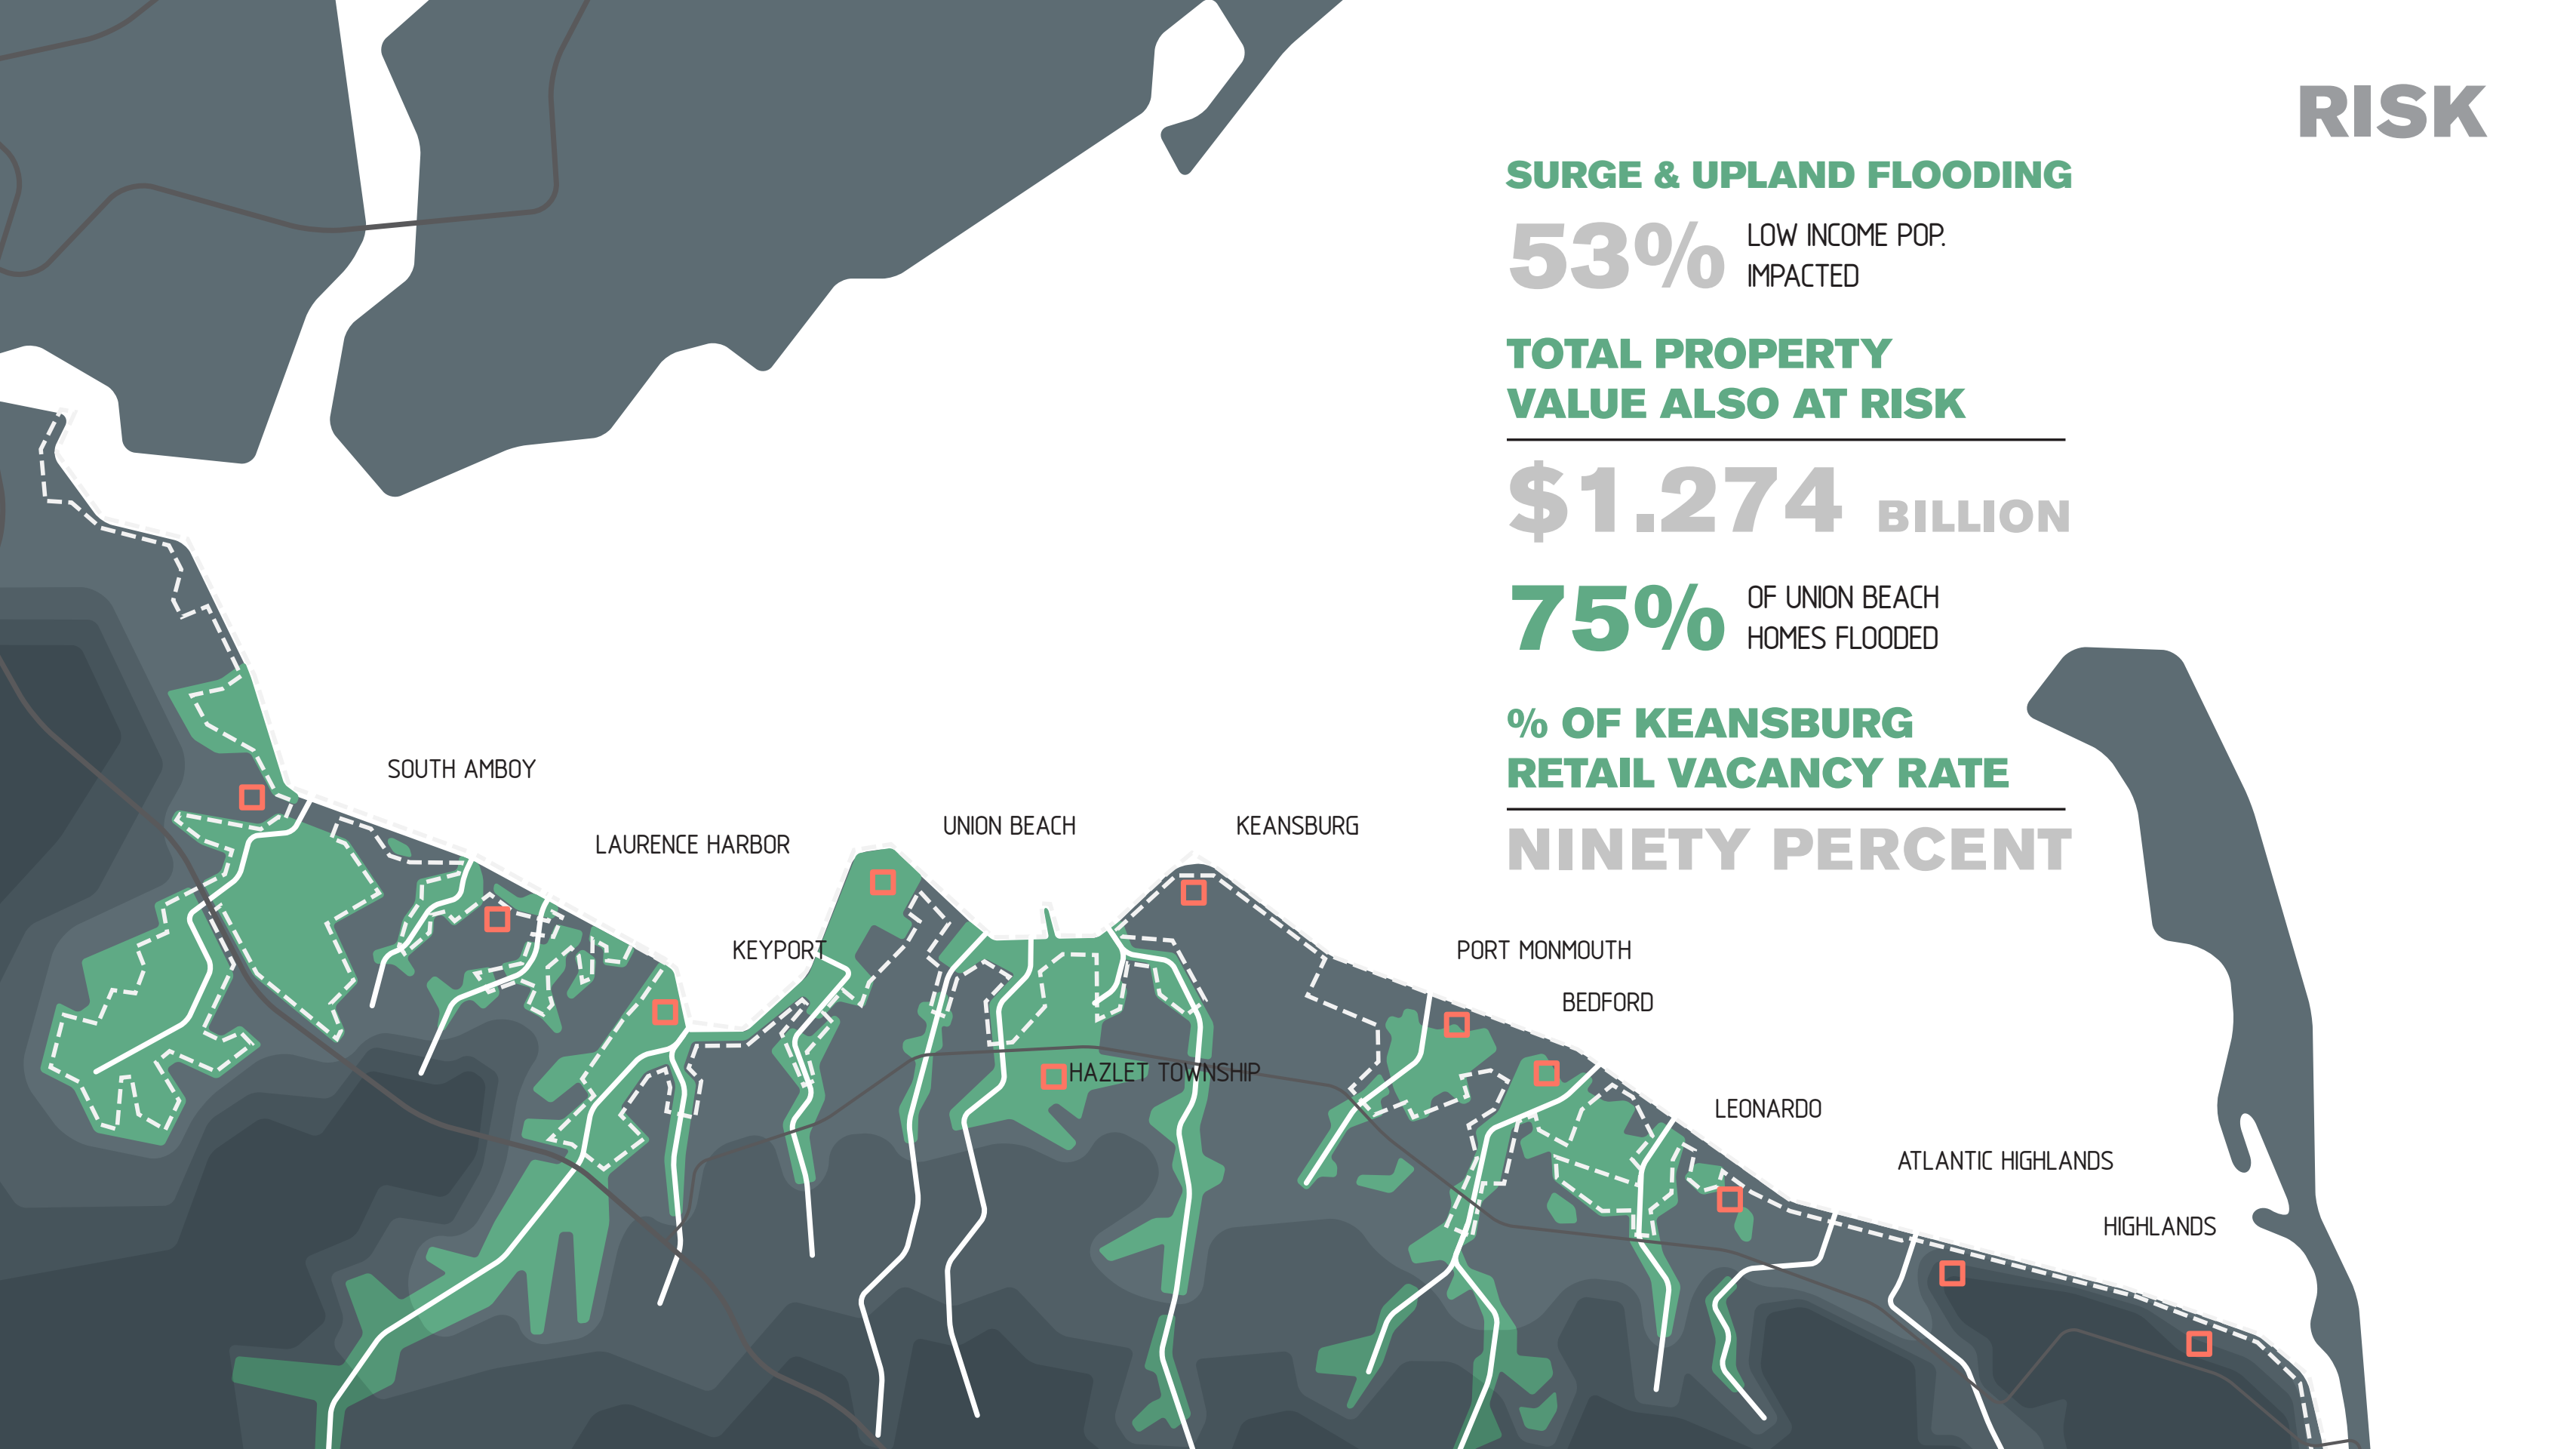 RISK
SURGE & UPLAND FLOODING
53%
LOW INCOME POP.
IMPACTED
TOTAL PROPERTY
VALUE ALSO AT RISK
$1.274 BILLION
75%
OF UNION BEACH
HOMES FLOODED
% OF KEANSBURG
RETAIL VACANCY RATE
NINETY PERCENT
SOUTH AMBOY
LAURENCE HARBOR
UNION BEACH
KEANSBURG
KEYPORT
PORT MONMOUTH
BEDFORD
HAZLET TOWNSHIP
LEONARDO
ATLANTIC HIGHLANDS
HIGHLANDS